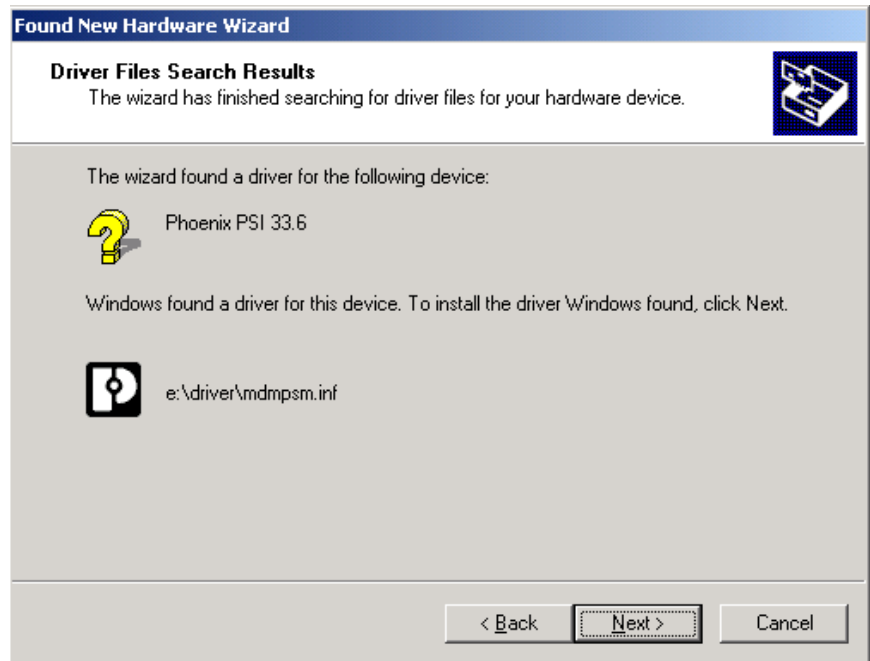 Found New Hardware Wizard
Driver Files Search Results
The wizard has finished searching for driver files for your hardware device.
The wizard found a driver for the following device:
Phoenix PSI 33.6
Windows found a driver for this device. To install the driver Windows found, click Next.
e:\driver\mdmpsm.inf
< Back Next > Cancel